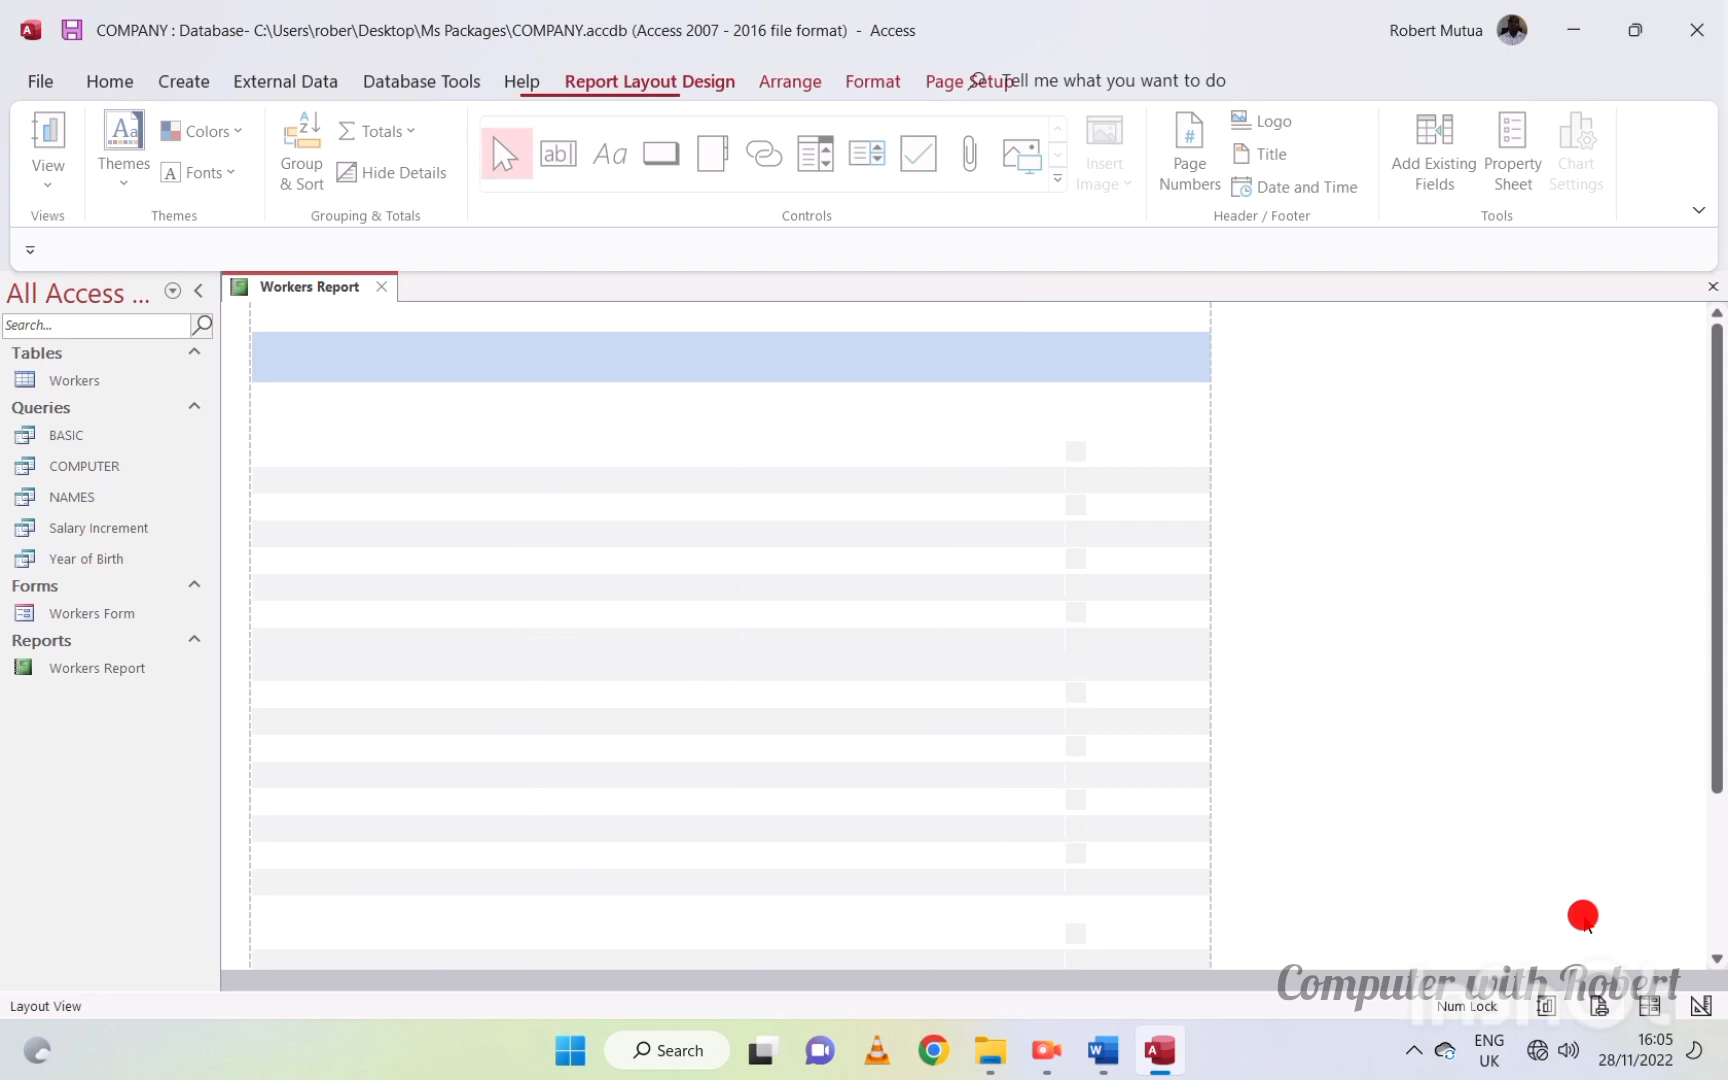 COMPANY : Database- C:\Users\rober\Desktop\Ms Packages\COMPANY.accdb (Access 2007 - 2016 file format) - Access
Robert Mutua
File Home Create External Data Database Tools Help Report Layout Design Arrange Format Page Setup Tell me what you want to do
View
Views
Themes
Colors
Fonts
Themes
Group
& Sort
Totals
Hide Details
Grouping & Totals
ab|
Aa
Controls
Insert
Image
Page
Numbers
Logo
Title
Date and Time
Header / Footer
Add Existing
Fields
Property
Sheet
Chart
Settings
Tools
All Access ...
Search...
Tables
Workers
Queries
BASIC
COMPUTER
NAMES
Salary Increment
Year of Birth
Forms
Workers Form
Reports
Workers Report
Workers Report
Computer with Robert
Layout View
Num Lock
Search
ENG
UK
16:05
28/11/2022